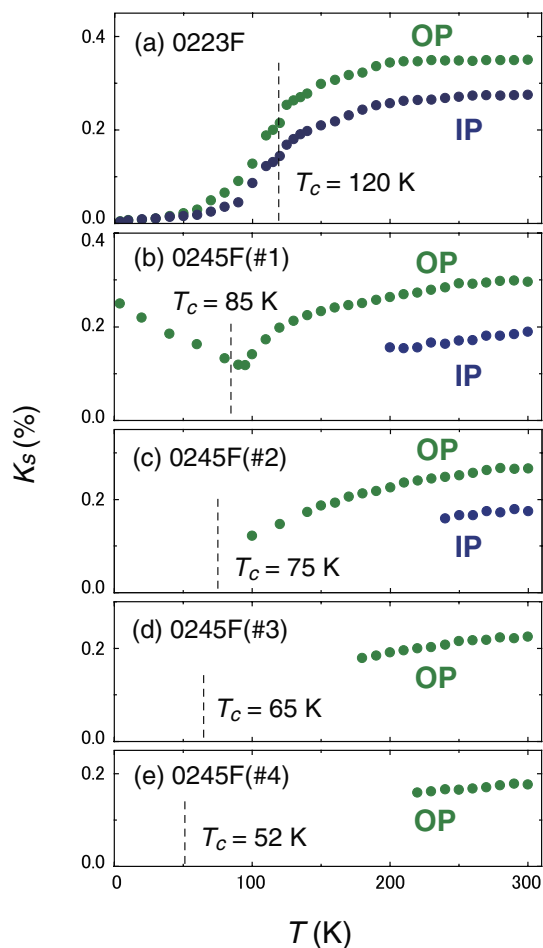 0.4
(a) 0223F
OP
0.2
IP
Tc = 120 K
0.0
0.4
(b) 0245F(#1)
OP
Tc = 85 K
0.2
IP
0.0
Ks (%)
(c) 0245F(#2)
OP
0.2
IP
Tc = 75 K
0.0
(d) 0245F(#3)
0.2
OP
Tc = 65 K
0.0
(e) 0245F(#4)
0.2
OP
Tc = 52 K
0.0
0 100 200 300
T (K)